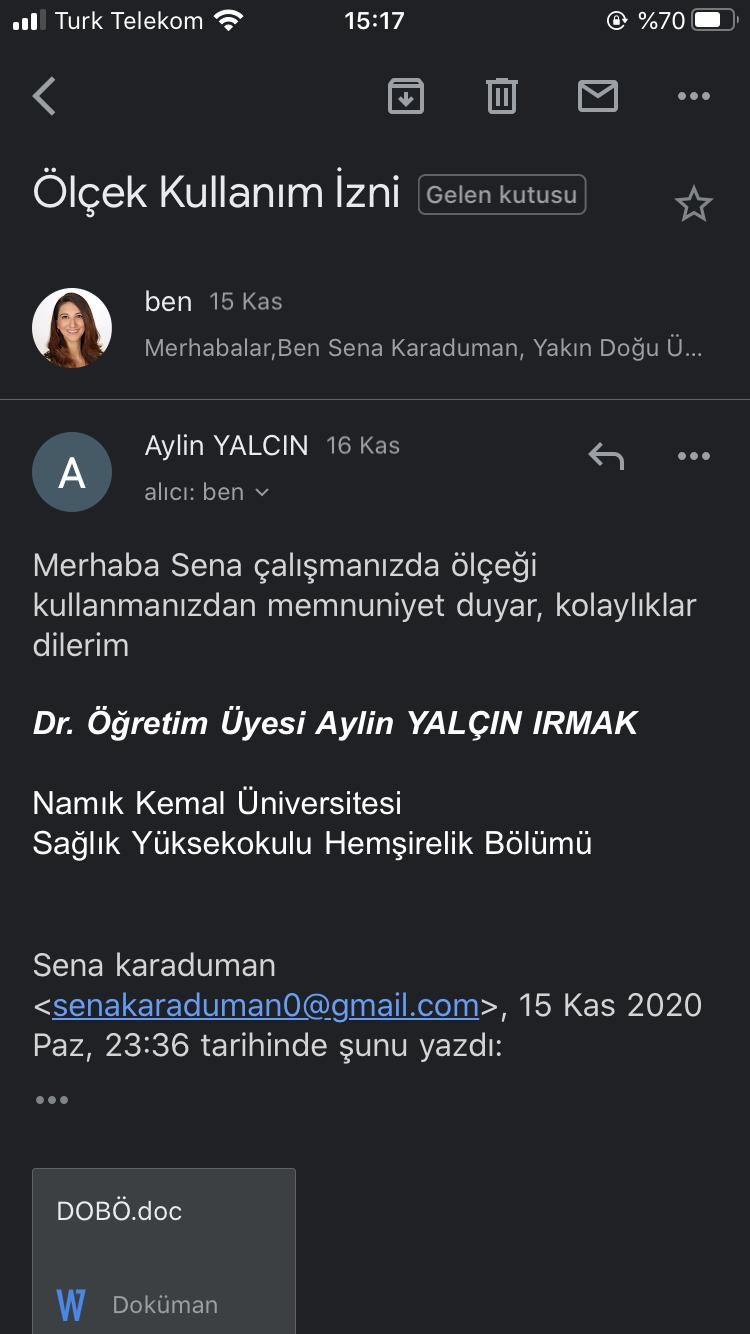 Turk Telekom 15:17 %70
Ölçek Kullanım İzni Gelen kutusu
ben 15 Kas
Merhabalar,Ben Sena Karaduman, Yakın Doğu Ü...
A
Aylin YALCIN 16 Kas
alıcı: ben
Merhaba Sena çalışmanızda ölçeği
kullanmanızdan memnuniyet duyar, kolaylıklar
dilerim
Dr. Öğretim Üyesi Aylin YALÇIN IRMAK
Namık Kemal Üniversitesi
Sağlık Yüksekokulu Hemşirelik Bölümü
Sena karaduman
<senakaraduman0@gmail.com>, 15 Kas 2020
Paz, 23:36 tarihinde şunu yazdı:
DOBÖ.doc
W Doküman